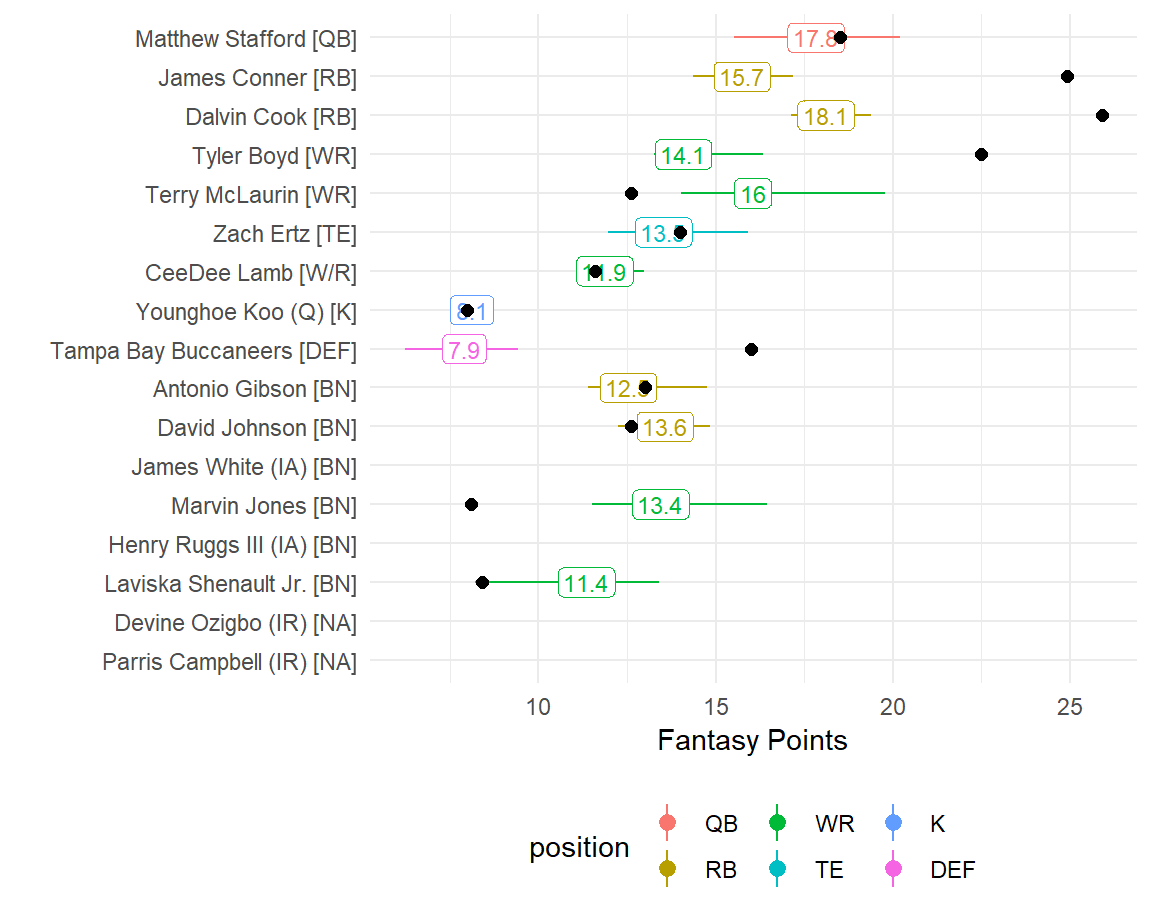 Matthew Stafford [QB] 17.8
James Conner [RB] 15.7
Dalvin Cook [RB] 18.1
Tyler Boyd [WR] 14.1
Terry McLaurin [WR] 16
Zach Ertz [TE]
CeeDee Lamb [W/R] 11.9
Younghoe Koo (Q) [K] 8.1
Tampa Bay Buccaneers [DEF] 7.9
Antonio Gibson [BN]
David Johnson [BN] 13.6
James White (IA) [BN]
Marvin Jones [BN] 13.4
Henry Ruggs III (IA) [BN]
Laviska Shenault Jr. [BN] 11.4
Devine Ozigbo (IR) [NA]
Parris Campbell (IR) [NA]
10 15 20 25
Fantasy Points
position
QB WR K
RB TE DEF